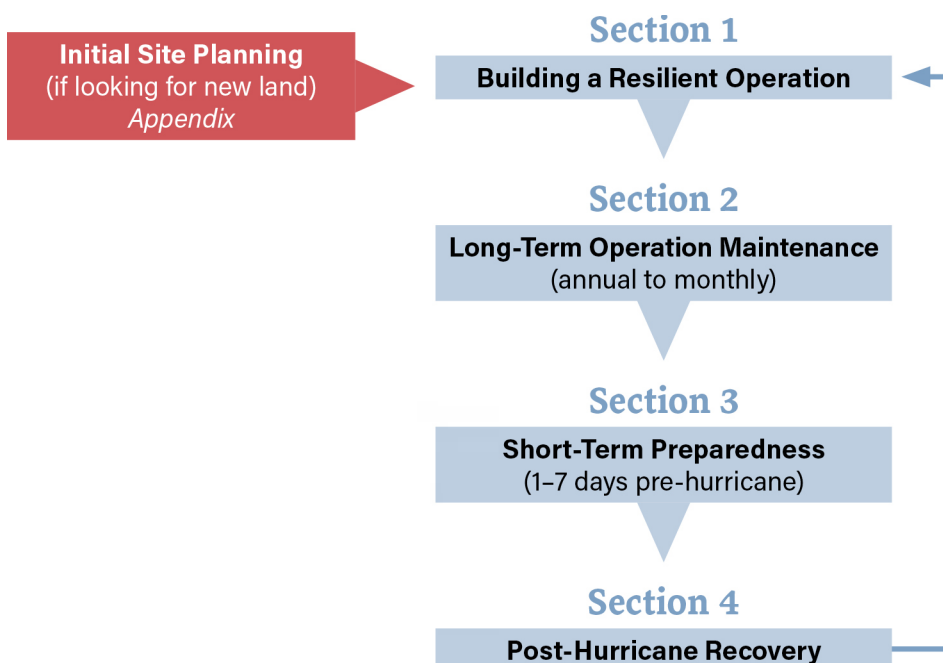 Initial Site Planning
(if looking for new land)
Appendix
Section 1
Building a Resilient Operation
Section 2
Long-Term Operation Maintenance
(annual to monthly)
Section 3
Short-Term Preparedness
(1–7 days pre-hurricane)
Section 4
Post-Hurricane Recovery